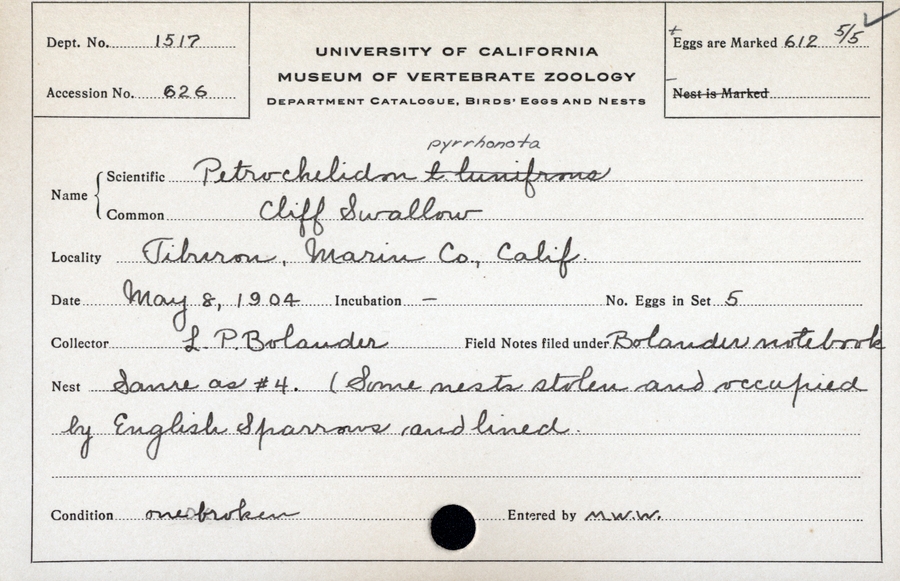 Dept. No. 1517
Accession No. 626
UNIVERSITY OF CALIFORNIA
MUSEUM OF VERTEBRATE ZOOLOGY
DEPARTMENT CATALOGUE, BIRDS' EGGS AND NESTS
+ Eggs are Marked 612 5/5 ✓
– Nest is Marked
pyrrhonota
Name { Scientific Petrochelidon l. lunifrons
Common Cliff Swallow
Locality Tiburon, Marin Co., Calif.
Date May 8, 1904 Incubation – No. Eggs in Set 5
Collector L. P. Bolander Field Notes filed under Bolander notebook
Nest Same as #4. (Some nests stolen and occupied
by English Sparrows and lined.
Condition one broken Entered by M.W.W.